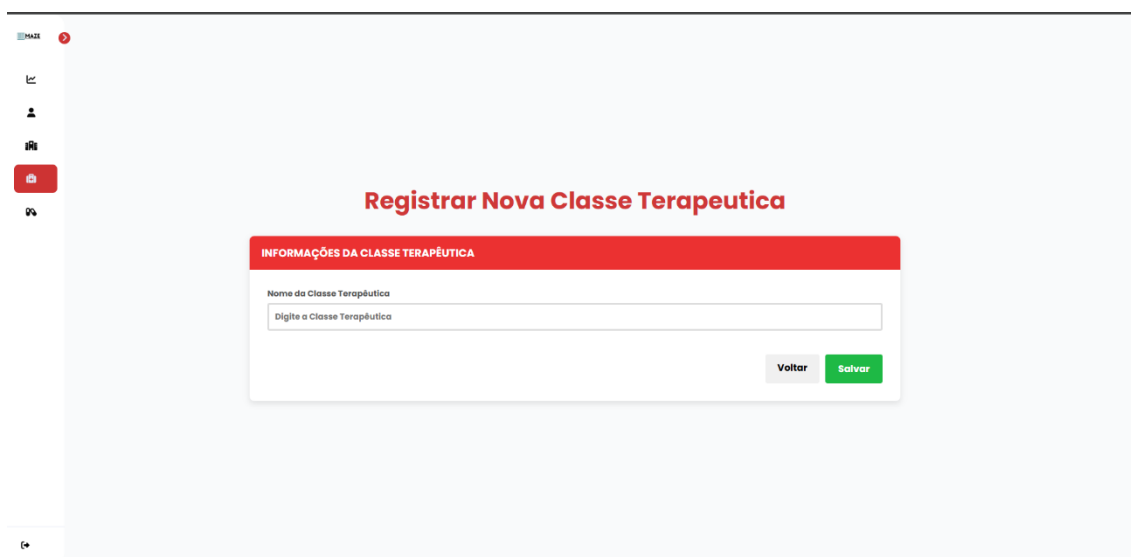 MAZE
Registrar Nova Classe Terapeutica
INFORMAÇÕES DA CLASSE TERAPÊUTICA
Nome da Classe Terapêutica
Digite a Classe Terapêutica
Voltar
Salvar